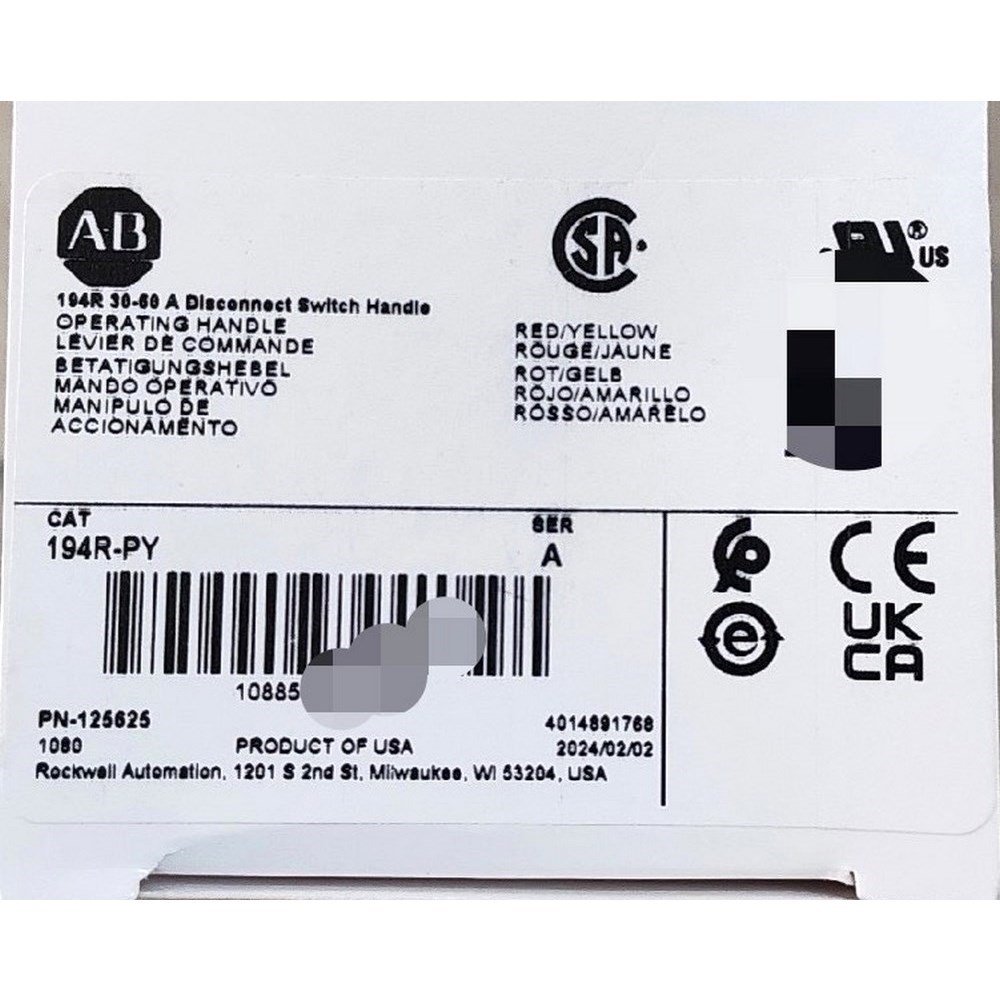 A-B
SA
®
US
194R 30-60 A Disconnect Switch Handle
OPERATING HANDLE
LEVIER DE COMMANDE
BETATIGUNGSHEBEL
MANDO OPERATIVO
MANIPULO DE
ACCIONAMENTO
RED/YELLOW
ROUGE/JAUNE
ROT/GELB
ROJO/AMARILLO
ROSSO/AMARELO
CAT
194R-PY
SER
A
10885
PN-125625
4014891768
1080
PRODUCT OF USA
2024/02/02
Rockwell Automation, 1201 S 2nd St, Milwaukee, WI 53204, USA
e
CE
UK
CA